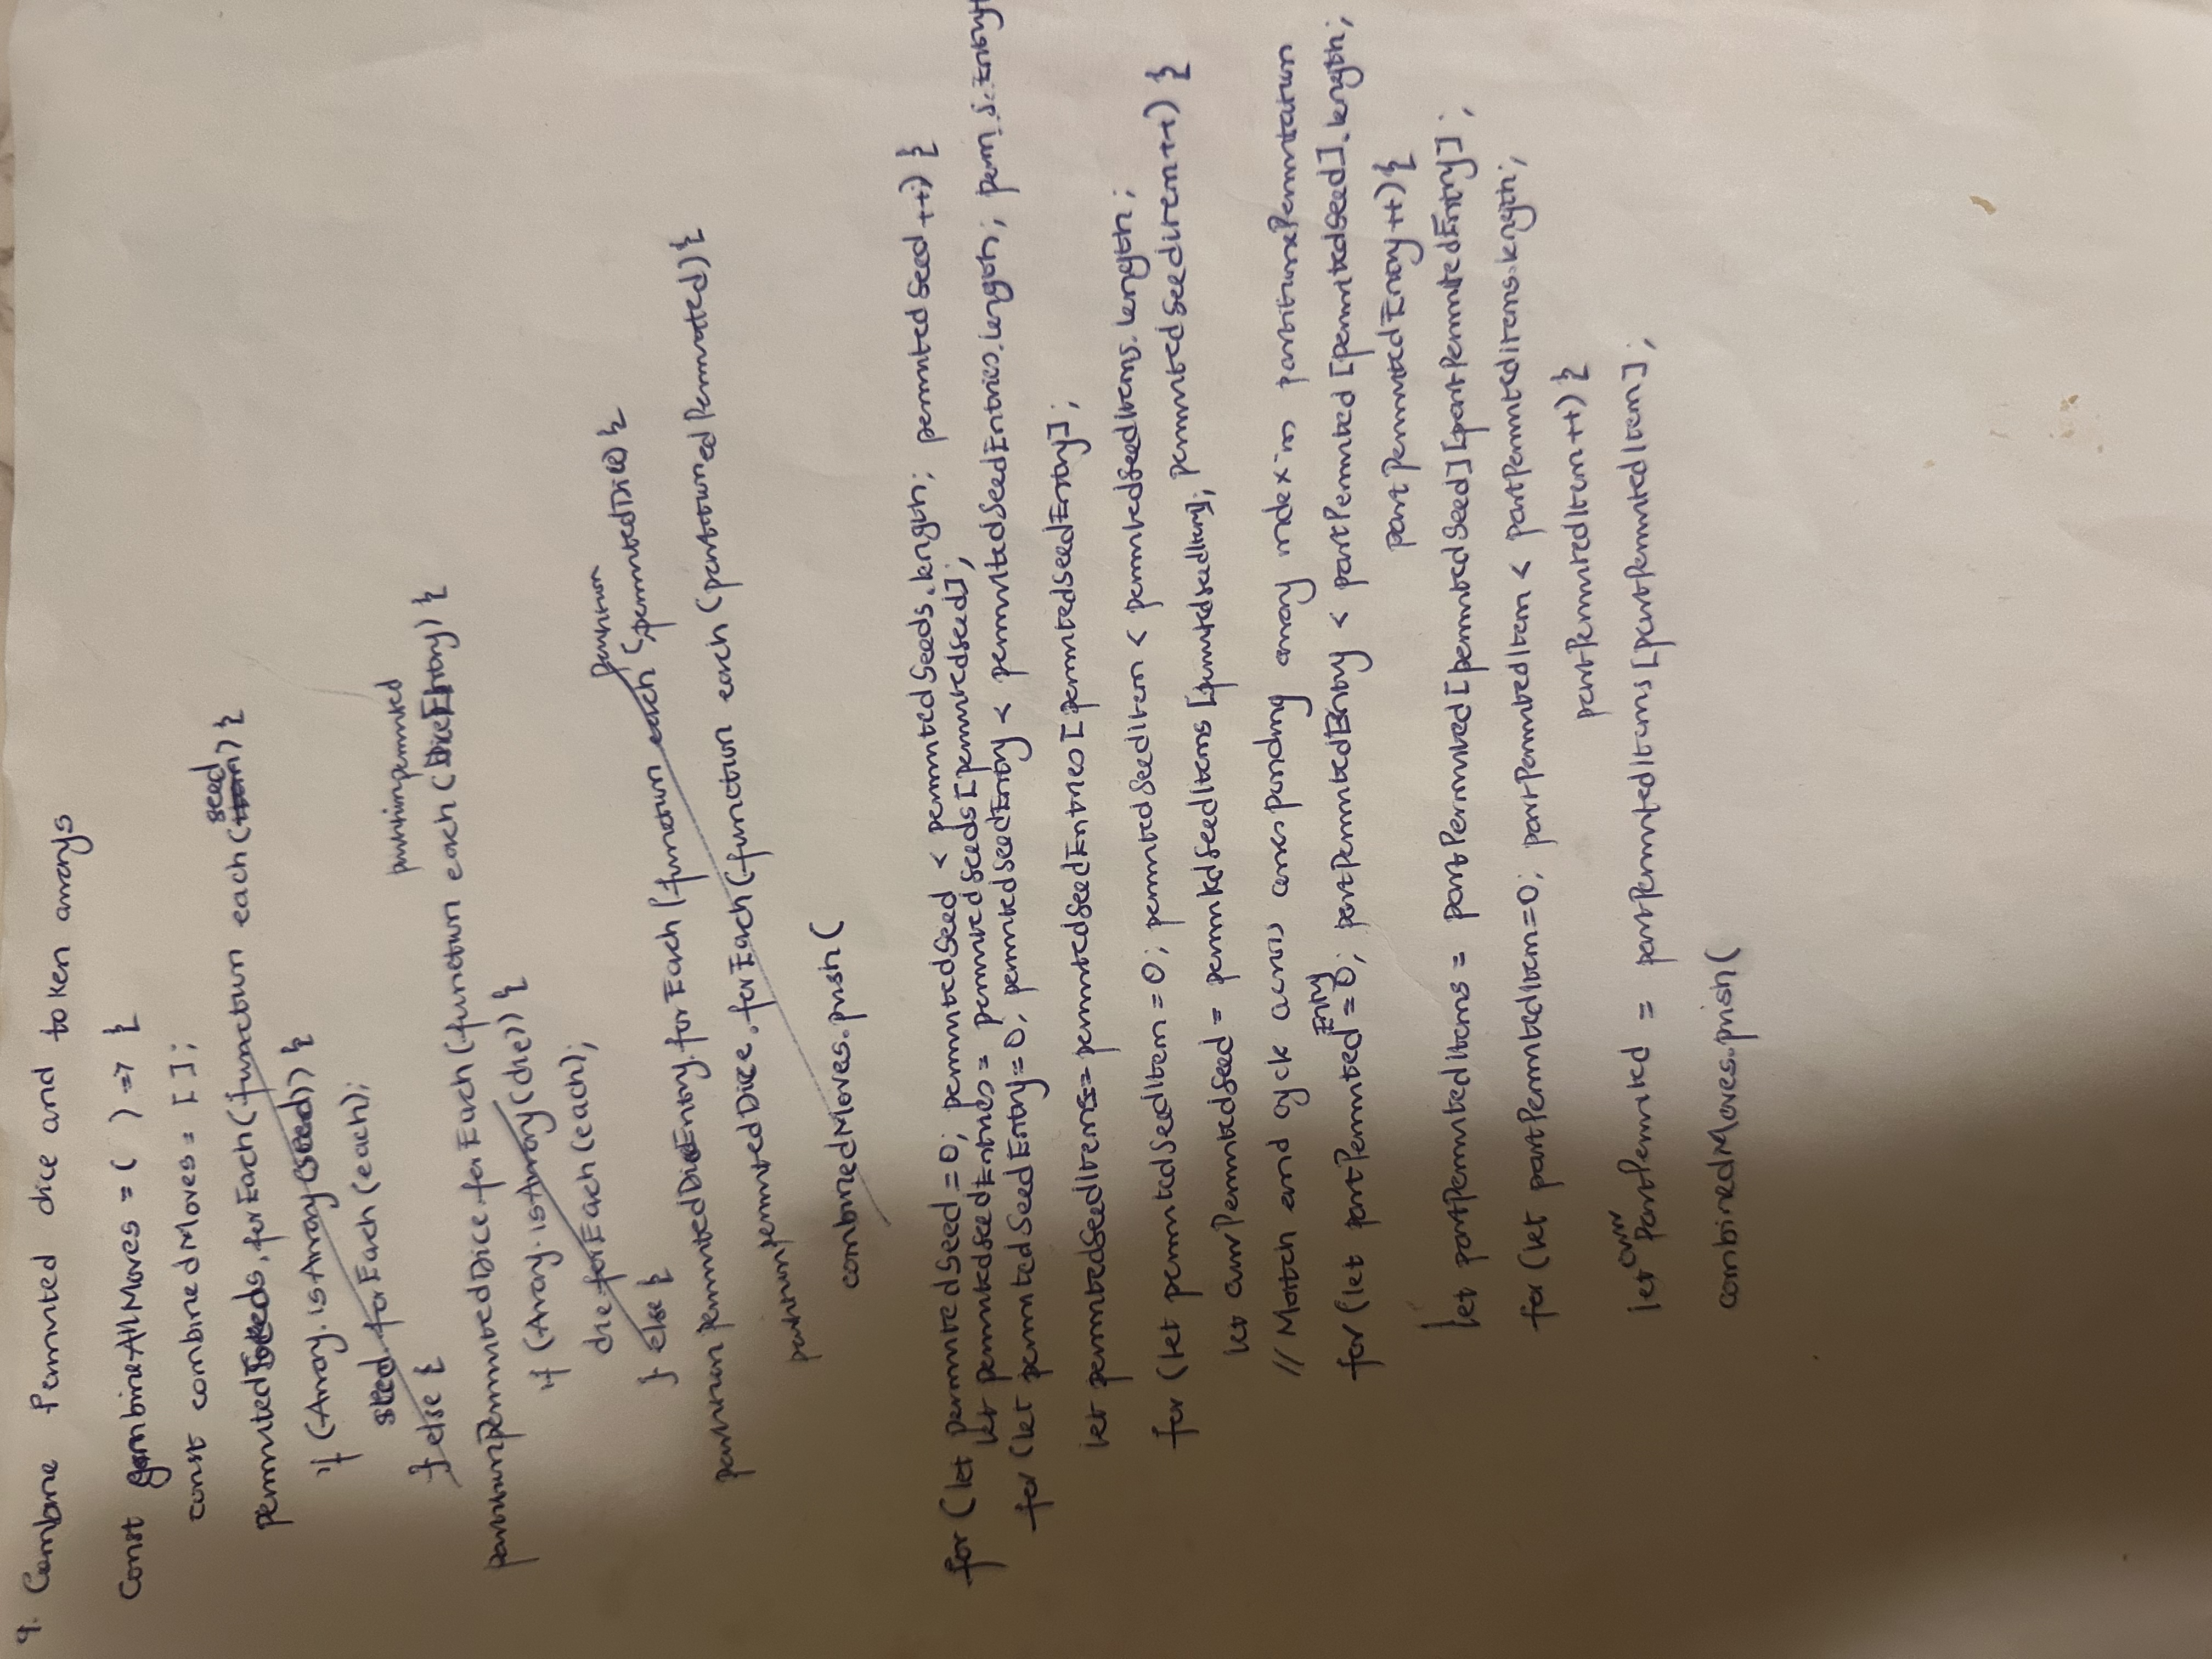 9. Combine Permuted dice and token arrays
Const combineAllMoves = ( ) => {
const combinedMoves = [ ];
permutedSeeds.forEach(function each(item) { seed
if (Array.isArray(seed)) {
seed.forEach(each);
} else {
partitionpermutedDice.forEach(function each(DiceEntry) { partitionpermuted
if (Array.isArray(die)) {
die.forEach(each);
} else {
partitionpermutedDiceEntry.forEach(function each (partitionpermutedDice) {
partitionpermutedDice.forEach(function each (partitionedPermuted) {
combinedMoves.push(
for (let permutedSeed = 0; permutedSeed < permutedSeeds.length; permutedSeed ++) {
let permutedSeedEntries = permutedSeeds[permutedSeed];
for (let permutedSeedEntry = 0, permutedSeedEntry < permutedSeedEntries.length; perm.S.Entry+
let permutedSeedItems = permutedSeedEntries[permutedSeedEntry];
for (let permutedSeedItem = 0; permutedSeedItem < permutedSeedItems.length;
permutedSeedItem++) {
let currPermutedSeed = permutedSeedItems[permutedSeedItem];
// Match and cycle across corresponding array index in partitionPermutation
for (let partPermutedEntry = 0; partPermutedEntry < partPermuted[permutedSeed].length;
partPermutedEntry++) {
let partPermutedItems = partPermuted[permutedSeed][partPermutedEntry];
for (let partPermutedItem=0; partPermutedItem < partPermutedItems.length;
partPermutedItem++) {
let currPartPermuted = partPermutedItems[partPermutedItem];
combinedMoves.push(